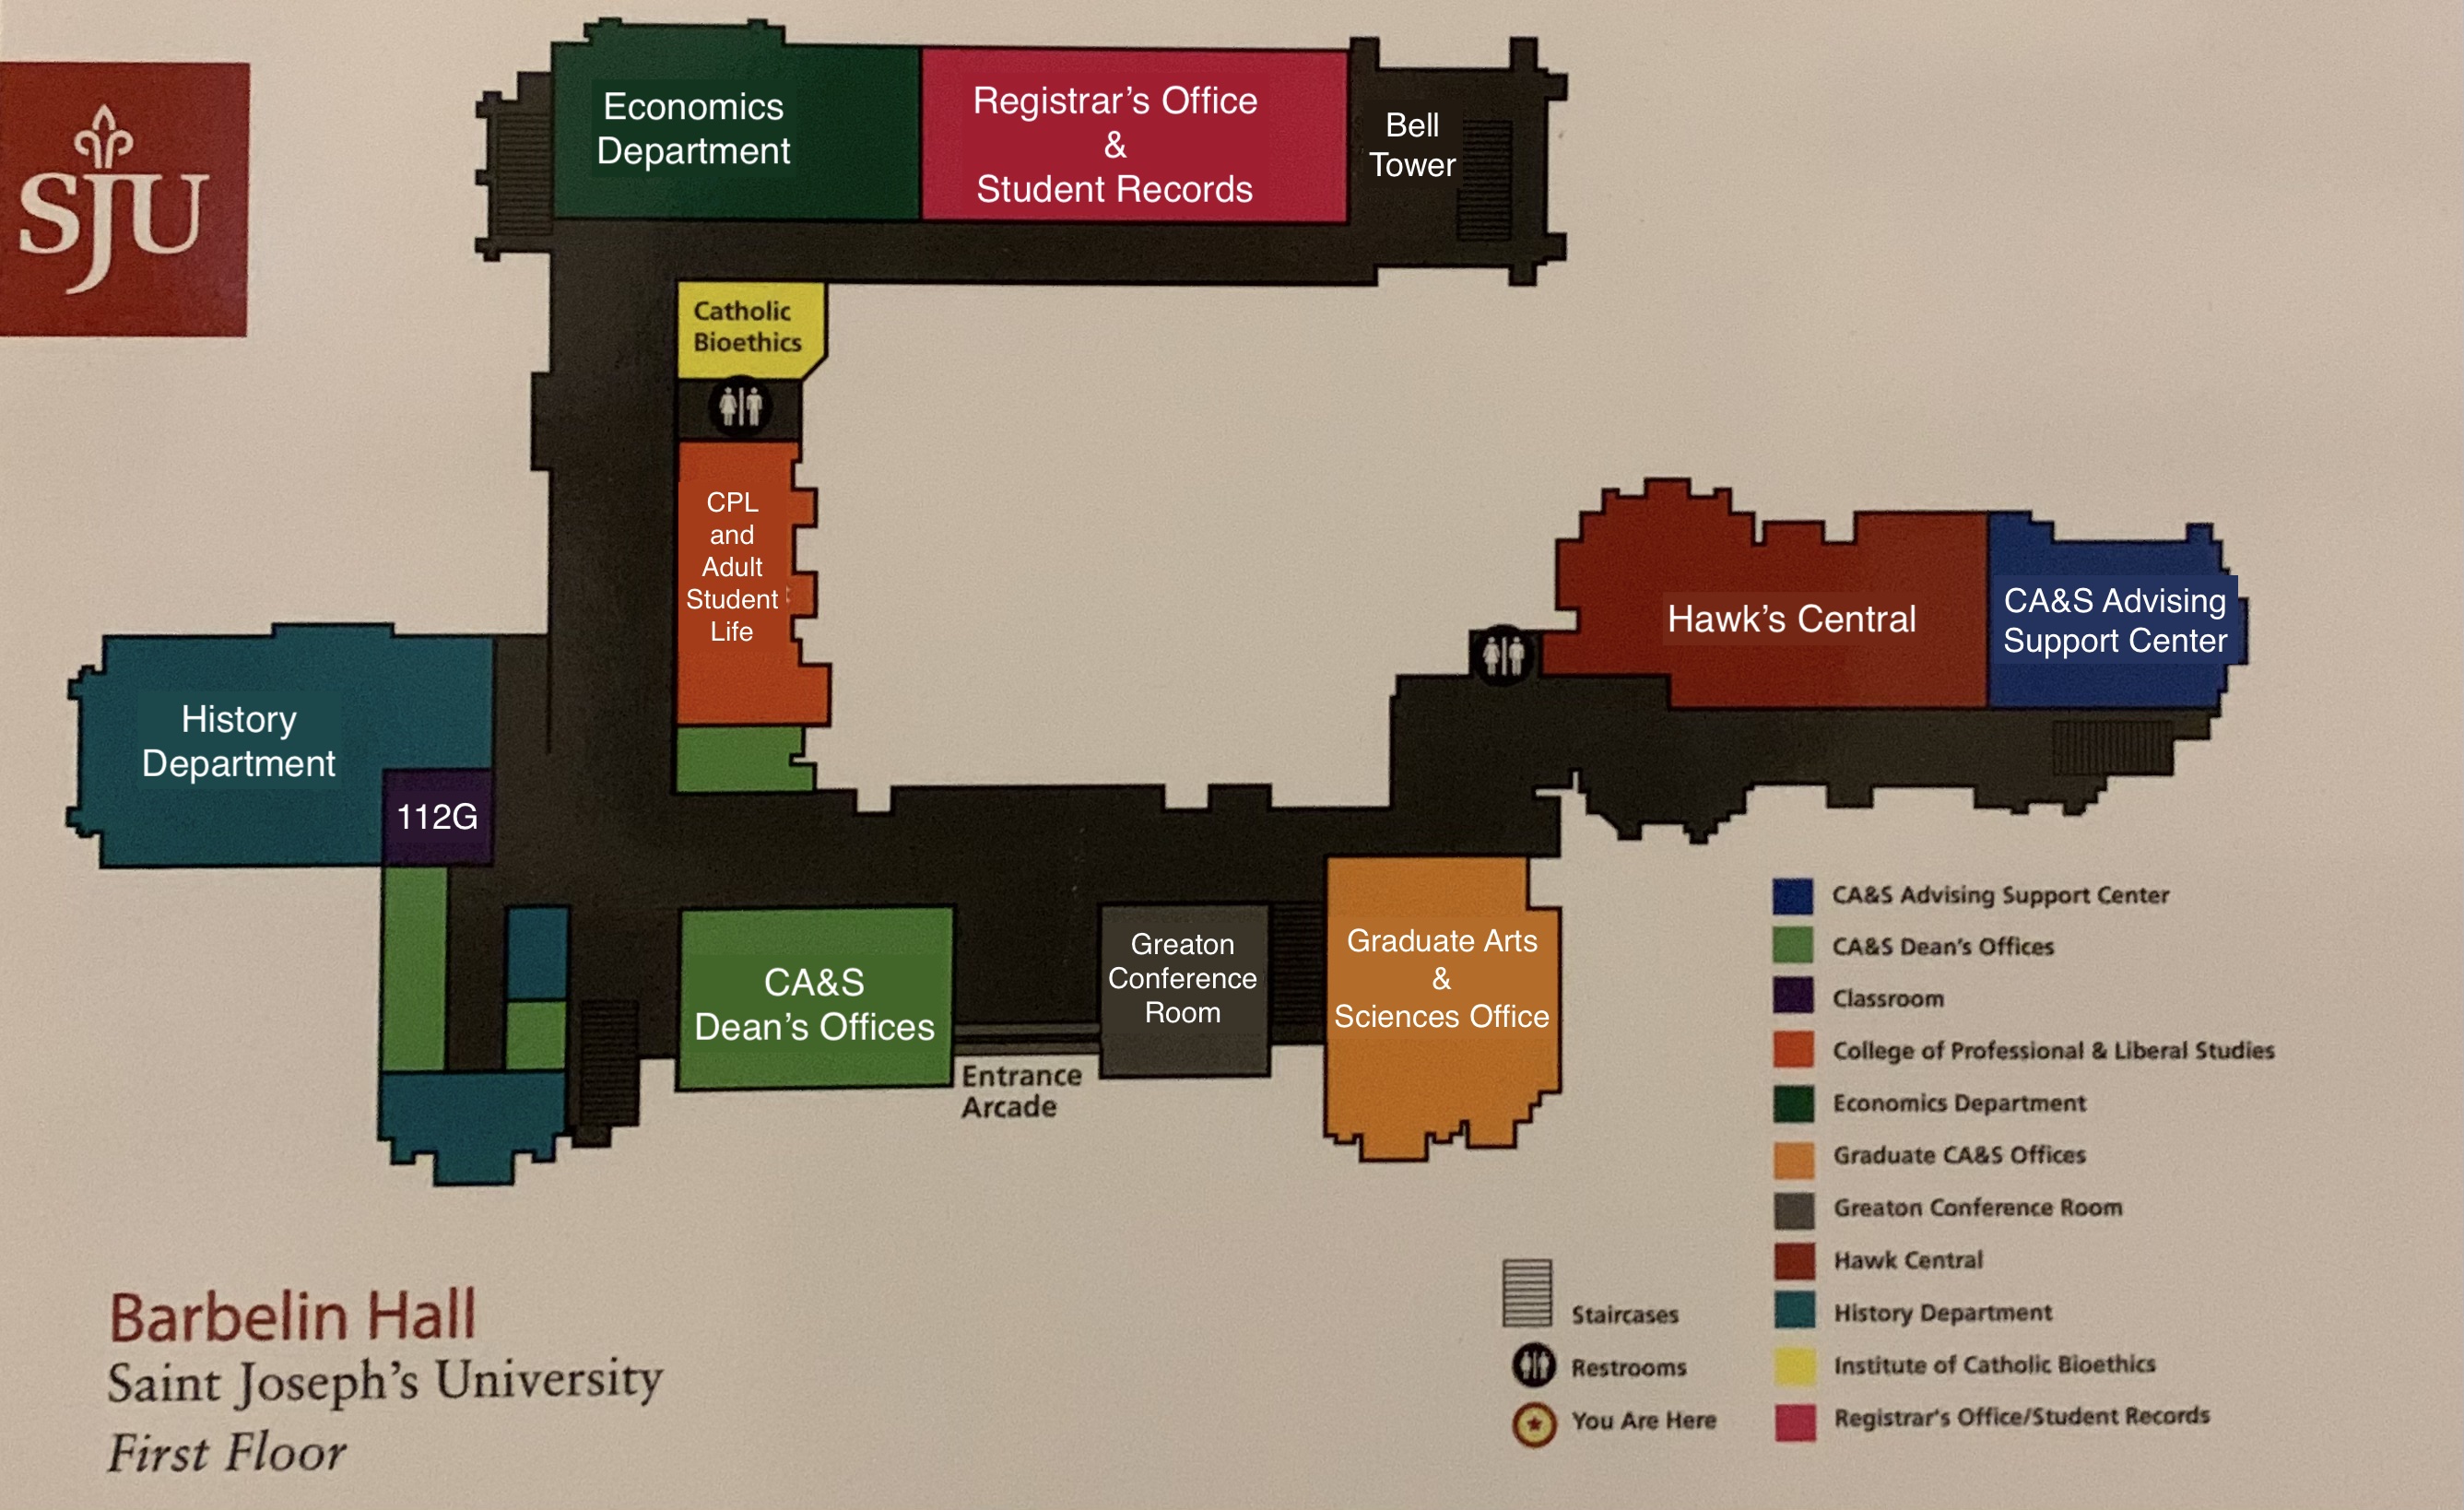 SJU
Economics
Department
Registrar’s Office
&
Student Records
Bell
Tower
Catholic
Bioethics
CPL
and
Adult
Student
Life
Hawk’s Central
CA&S Advising
Support Center
History
Department
112G
CA&S
Dean’s Offices
Greaton
Conference
Room
Graduate Arts
&
Sciences Office
Entrance
Arcade
CA&S Advising Support Center
CA&S Dean's Offices
Classroom
College of Professional & Liberal Studies
Economics Department
Graduate CA&S Offices
Greaton Conference Room
Hawk Central
History Department
Institute of Catholic Bioethics
Registrar's Office/Student Records
Staircases
Restrooms
You Are Here
Barbelin Hall
Saint Joseph’s University
First Floor